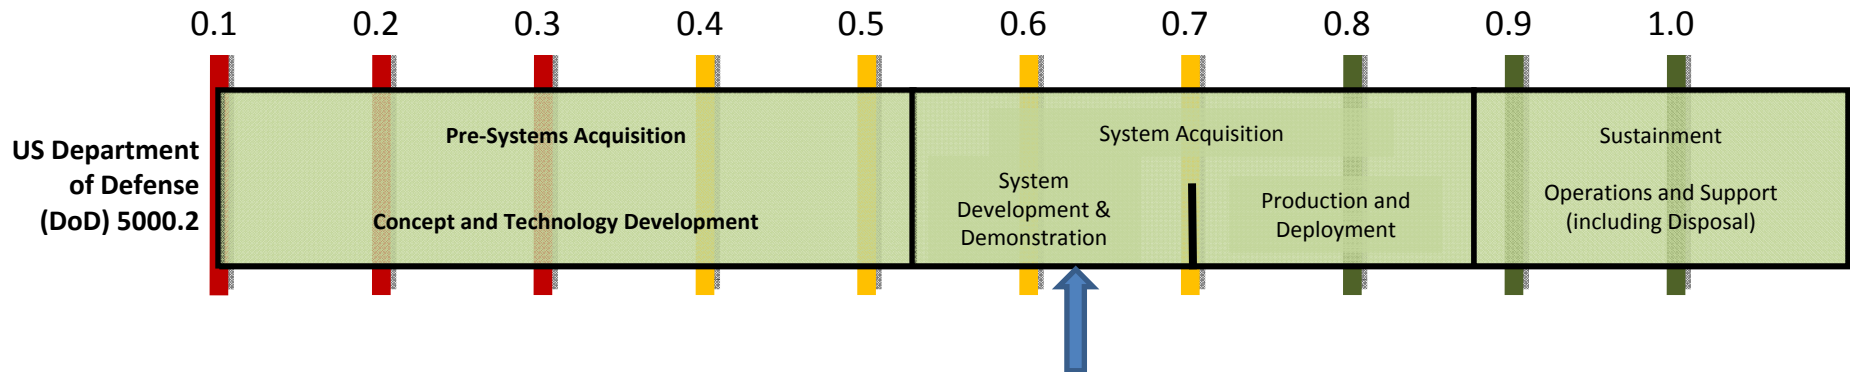 0.1 0.2 0.3 0.4 0.5 0.6 0.7 0.8 0.9 1.0
US Department
of Defense
(DoD) 5000.2
Pre-Systems Acquisition
Concept and Technology Development
System Acquisition
System
Development &
Demonstration
Production and
Deployment
Sustainment
Operations and Support
(including Disposal)